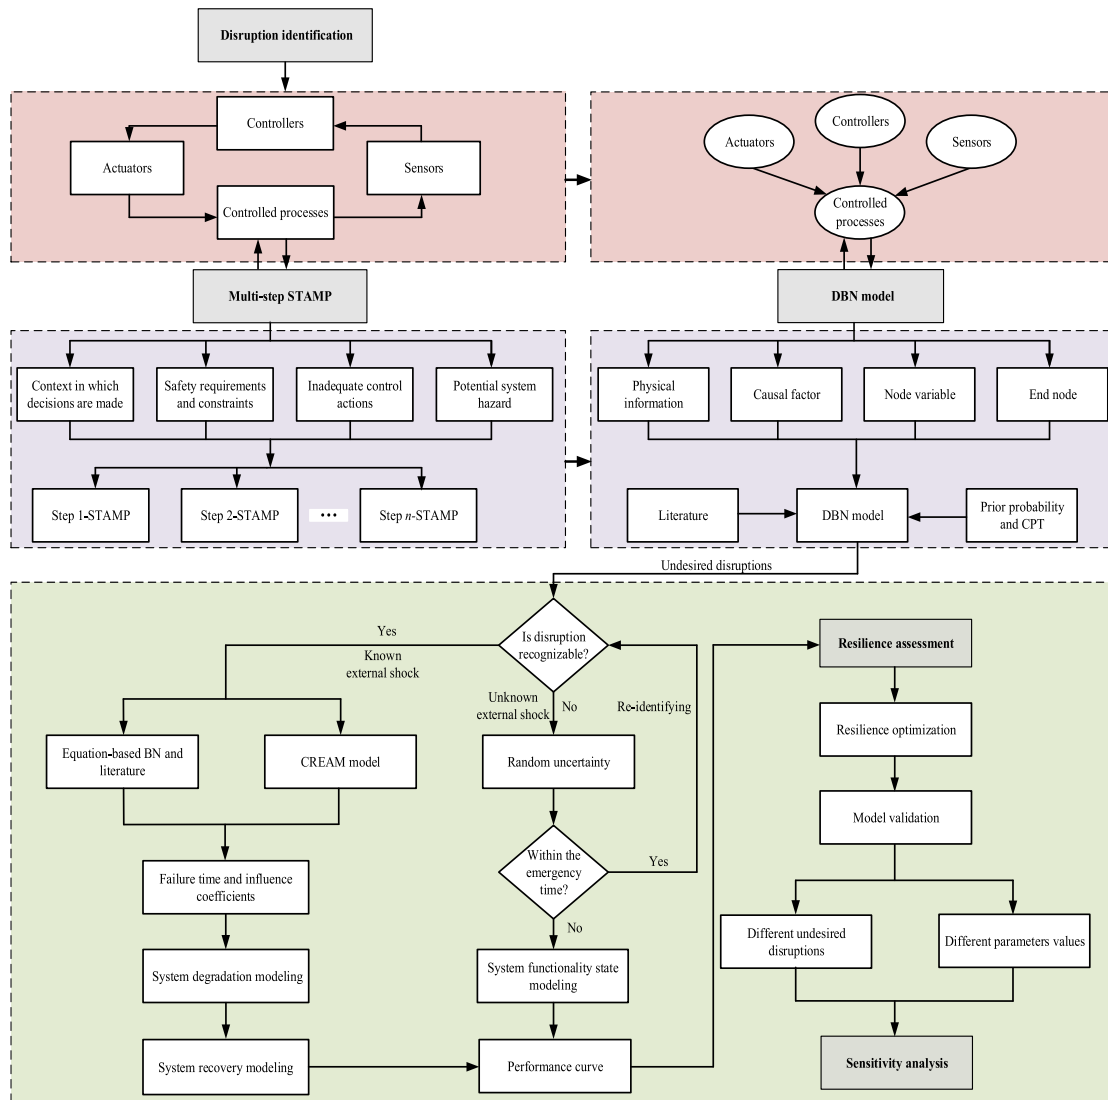 Disruption identification
Controllers
Actuators
Sensors
Controlled processes
Controllers
Actuators
Sensors
Controlled
processes
Multi-step STAMP
DBN model
Context in which
decisions are made
Safety requirements
and constraints
Inadequate control
actions
Potential system
hazard
Physical
information
Causal factor
Node variable
End node
Step 1-STAMP
Step 2-STAMP
...
Step n-STAMP
Literature
DBN model
Prior probability
and CPT
Undesired disruptions
Is disruption
recognizable?
Yes
Known
external shock
Unknown
external shock
No
Re-identifying
Resilience assessment
Equation-based BN and
literature
CREAM model
Random uncertainty
Resilience optimization
Model validation
Within the
emergency
time?
Yes
No
Failure time and influence
coefficients
System degradation modeling
System functionality state
modeling
Different undesired
disruptions
Different parameters values
System recovery modeling
Performance curve
Sensitivity analysis